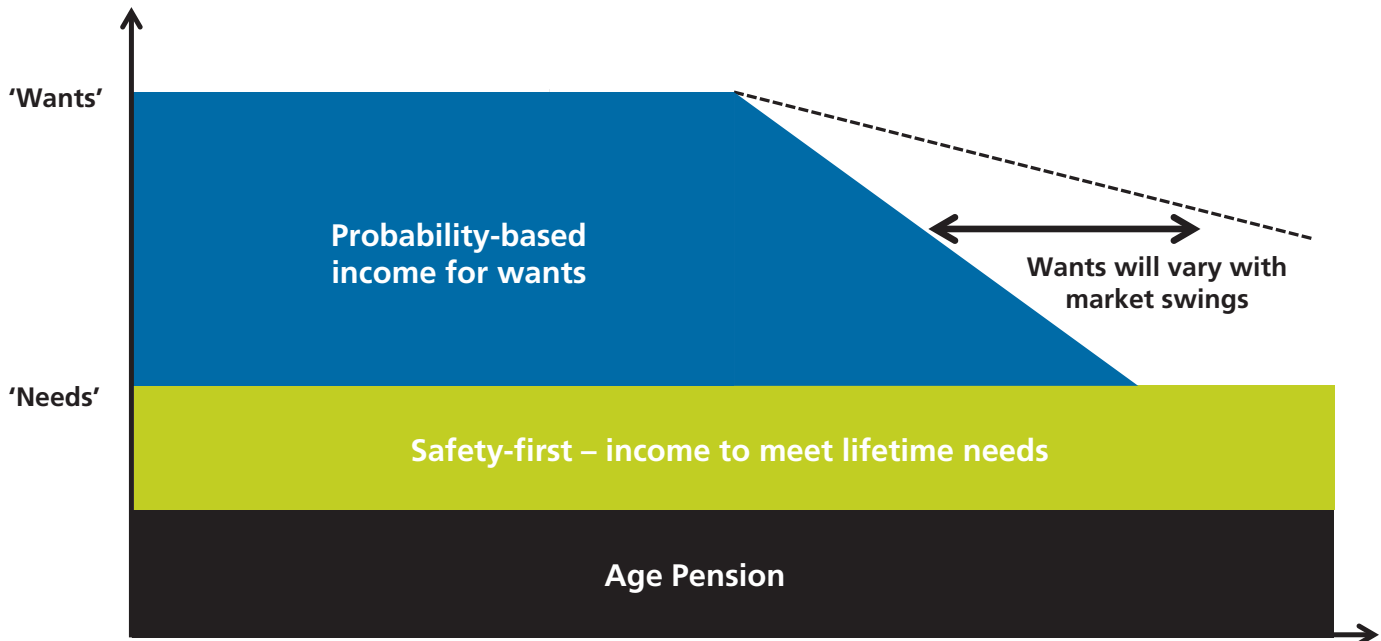 ‘Wants’
Probability-based
income for wants
Wants will vary with
market swings
‘Needs’
Safety-first – income to meet lifetime needs
Age Pension